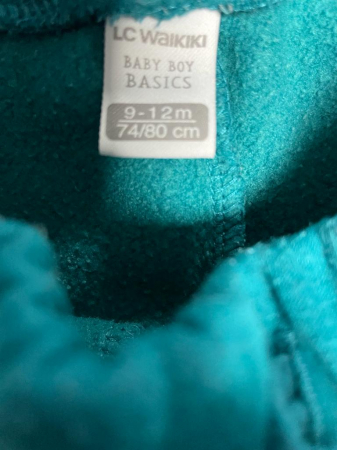 LC WAIKIKI
BABY BOY
BASICS
9-12m
74/80 cm